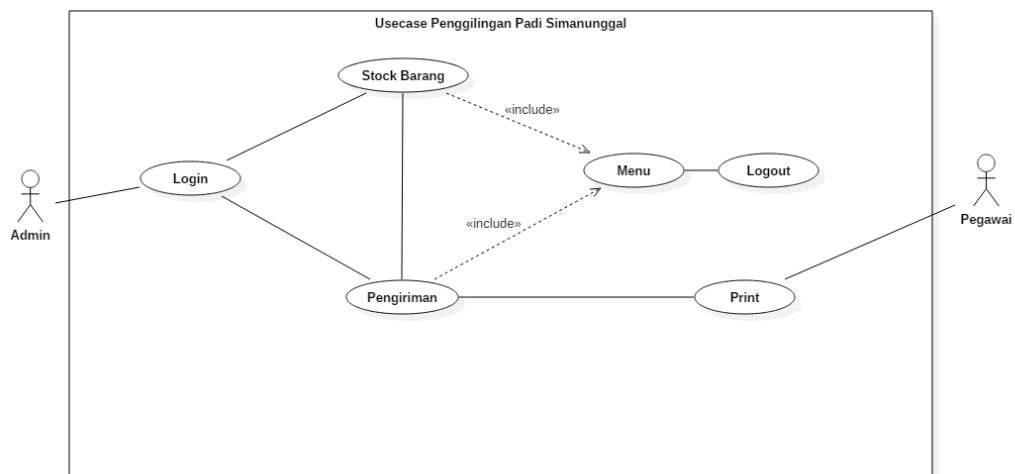 Usecase Penggilingan Padi Simanunggal
Stock Barang
«include»
Login
Menu
Logout
Admin
Pegawai
«include»
Pengiriman
Print